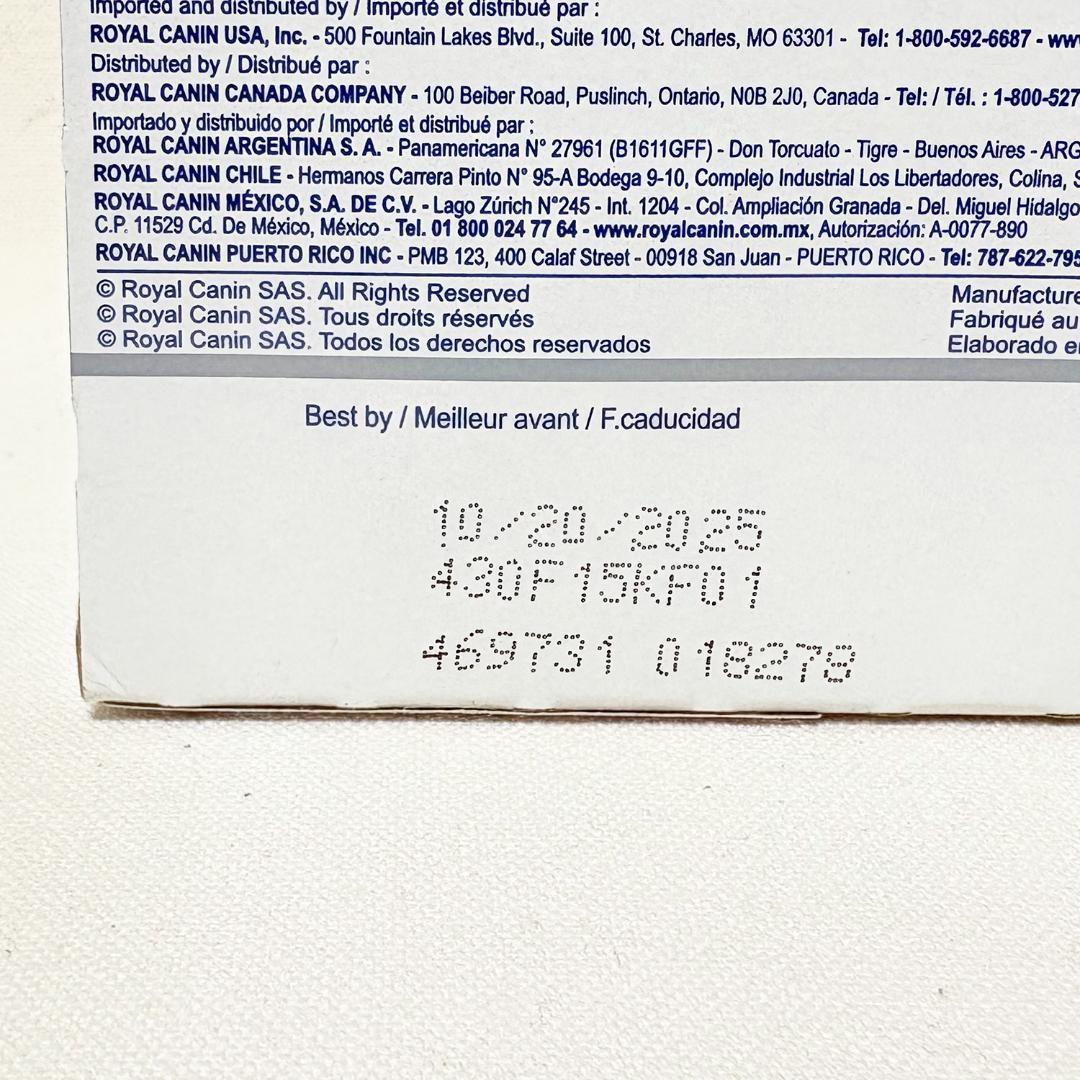 Imported and distributed by / Importé et distribué par :
ROYAL CANIN USA, Inc. - 500 Fountain Lakes Blvd., Suite 100, St. Charles, MO 63301 - Tel: 1-800-592-6687 -
Distributed by / Distribué par :
ROYAL CANIN CANADA COMPANY - 100 Beiber Road, Puslinch, Ontario, N0B 2J0, Canada - Tel: / Tél. : 1-800-527
Importado y distribuido por / Importé et distribué par :
ROYAL CANIN ARGENTINA S. A. - Panamericana N° 27961 (B1611GFF) - Don Torcuato - Tigre - Buenos Aires - ARG
ROYAL CANIN CHILE - Hermanos Carrera Pinto N° 95-A Bodega 9-10, Complejo Industrial Los Libertadores, Colina, S
ROYAL CANIN MÉXICO, S.A. DE C.V. - Lago Zúrich N°245 - Int. 1204 - Col. Ampliación Granada - Del. Miguel Hidalgo
C.P. 11529 Cd. De México, México - Tel. 01 800 024 77 64 - www.royalcanin.com.mx, Autorización: A-0077-890
ROYAL CANIN PUERTO RICO INC - PMB 123, 400 Calaf Street - 00918 San Juan - PUERTO RICO - Tel: 787-622-795
© Royal Canin SAS. All Rights Reserved
© Royal Canin SAS. Tous droits réservés
© Royal Canin SAS. Todos los derechos reservados
Manufacture
Fabriqué au
Elaborado en
Best by / Meilleur avant / F.caducidad
10/20/2025
430F15KF01
469731 018278